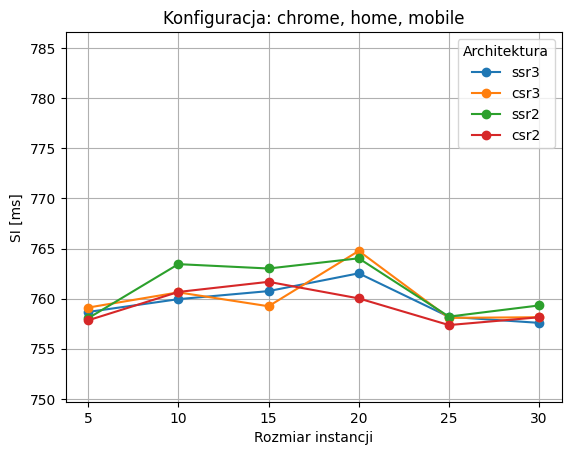 Konfiguracja: chrome, home, mobile
SI [ms]
785
780
775
770
765
760
755
750
Architektura
ssr3
csr3
ssr2
csr2
5 10 15 20 25 30
Rozmiar instancji